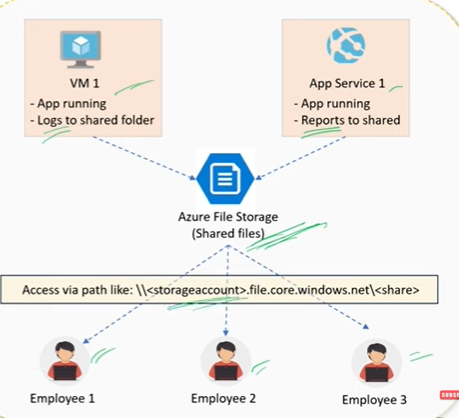 VM 1
- App running
- Logs to shared folder
App Service 1
- App running
- Reports to shared
Azure File Storage
(Shared files)
Access via path like: \\<storageaccount>.file.core.windows.net\<share>
Employee 1
Employee 2
Employee 3